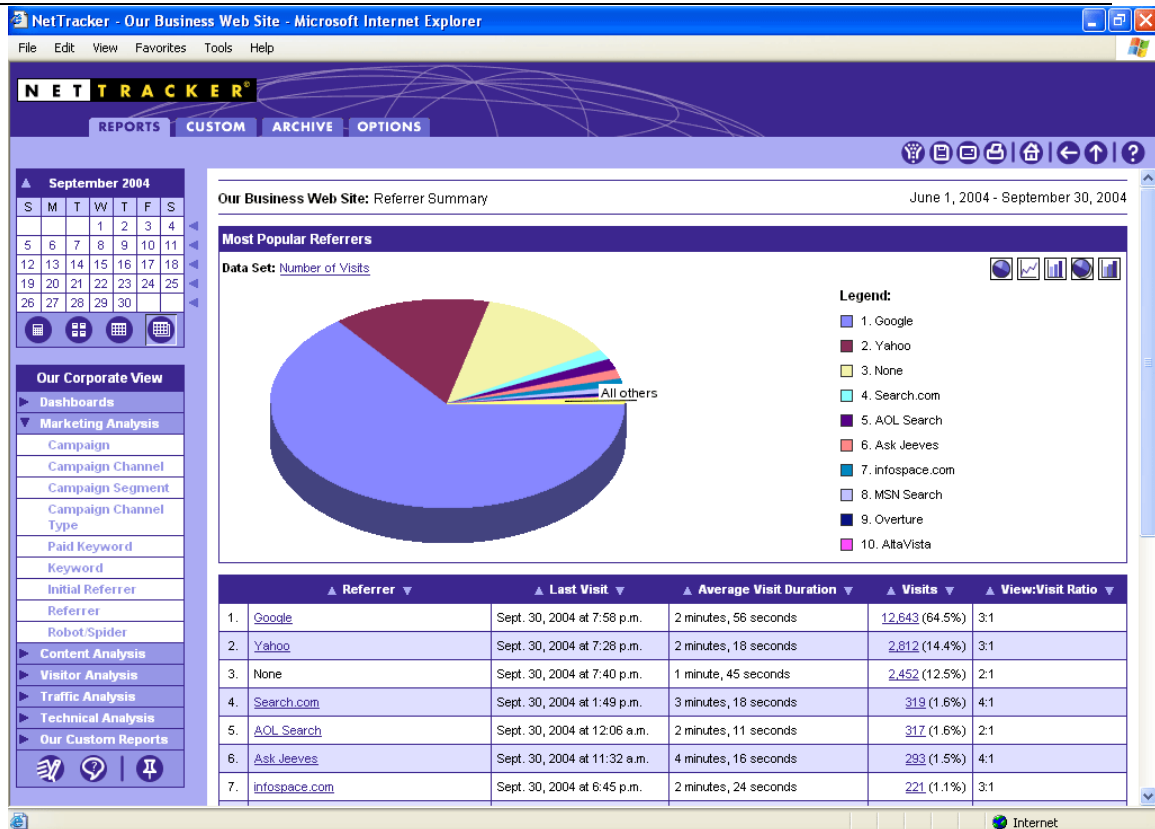 NetTracker - Our Business Web Site - Microsoft Internet Explorer
File Edit View Favorites Tools Help
NETTRACKER®
REPORTS CUSTOM ARCHIVE OPTIONS
?
September 2004
S M T W T F S
1 2 3 4
5 6 7 8 9 10 11
12 13 14 15 16 17 18
19 20 21 22 23 24 25
26 27 28 29 30
Our Corporate View
Dashboards
Marketing Analysis
Campaign
Campaign Channel
Campaign Segment
Campaign Channel
Type
Paid Keyword
Keyword
Initial Referrer
Referrer
Robot/Spider
Content Analysis
Visitor Analysis
Traffic Analysis
Technical Analysis
Our Custom Reports
Our Business Web Site: Referrer Summary
June 1, 2004 - September 30, 2004
Most Popular Referrers
Data Set: Number of Visits
All others
Legend:
1. Google
2. Yahoo
3. None
4. Search.com
5. AOL Search
6. Ask Jeeves
7. infospace.com
8. MSN Search
9. Overture
10. AltaVista
Referrer Last Visit Average Visit Duration Visits View:Visit Ratio
1. Google Sept. 30, 2004 at 7:58 p.m. 2 minutes, 56 seconds 12,643 (64.5%) 3:1
2. Yahoo Sept. 30, 2004 at 7:28 p.m. 2 minutes, 18 seconds 2,812 (14.4%) 3:1
3. None Sept. 30, 2004 at 7:40 p.m. 1 minute, 45 seconds 2,452 (12.5%) 2:1
4. Search.com Sept. 30, 2004 at 1:49 p.m. 3 minutes, 18 seconds 319 (1.6%) 4:1
5. AOL Search Sept. 30, 2004 at 12:06 a.m. 2 minutes, 11 seconds 317 (1.6%) 2:1
6. Ask Jeeves Sept. 30, 2004 at 11:32 a.m. 4 minutes, 16 seconds 293 (1.5%) 4:1
7. infospace.com Sept. 30, 2004 at 6:45 p.m. 2 minutes, 24 seconds 221 (1.1%) 3:1
Internet